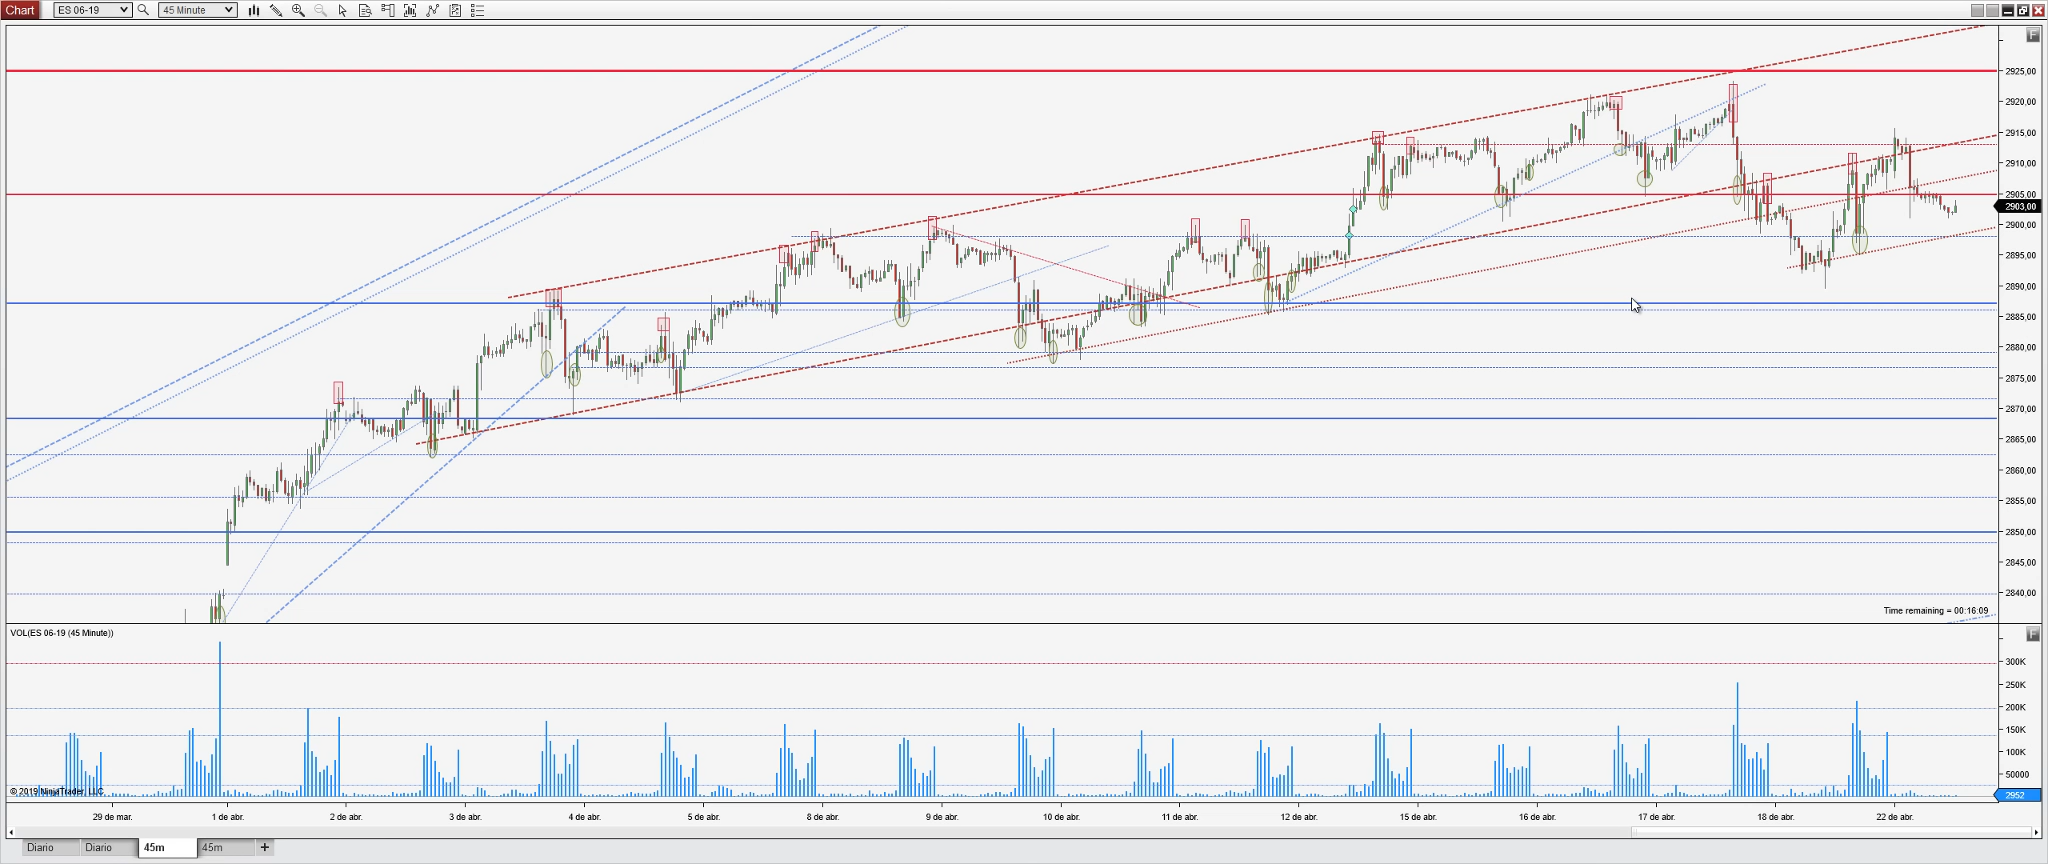 Chart ES 06-19 45 Minute
F
2925,00
2920,00
2915,00
2910,00
2905,00
2903,00
2900,00
2895,00
2890,00
2885,00
2880,00
2875,00
2870,00
2865,00
2860,00
2855,00
2850,00
2845,00
2840,00
Time remaining = 00:16:09
VOL(ES 06-19 (45 Minute))
F
300K
250K
200K
150K
100K
50000
2952
© 2019 NinjaTrader, LLC
29 de mar. 1 de abr. 2 de abr. 3 de abr. 4 de abr. 5 de abr. 8 de abr. 9 de abr. 10 de abr. 11 de abr. 12 de abr. 15 de abr. 16 de abr. 17 de abr. 18 de abr. 22 de abr.
Diario Diario 45m 45m +